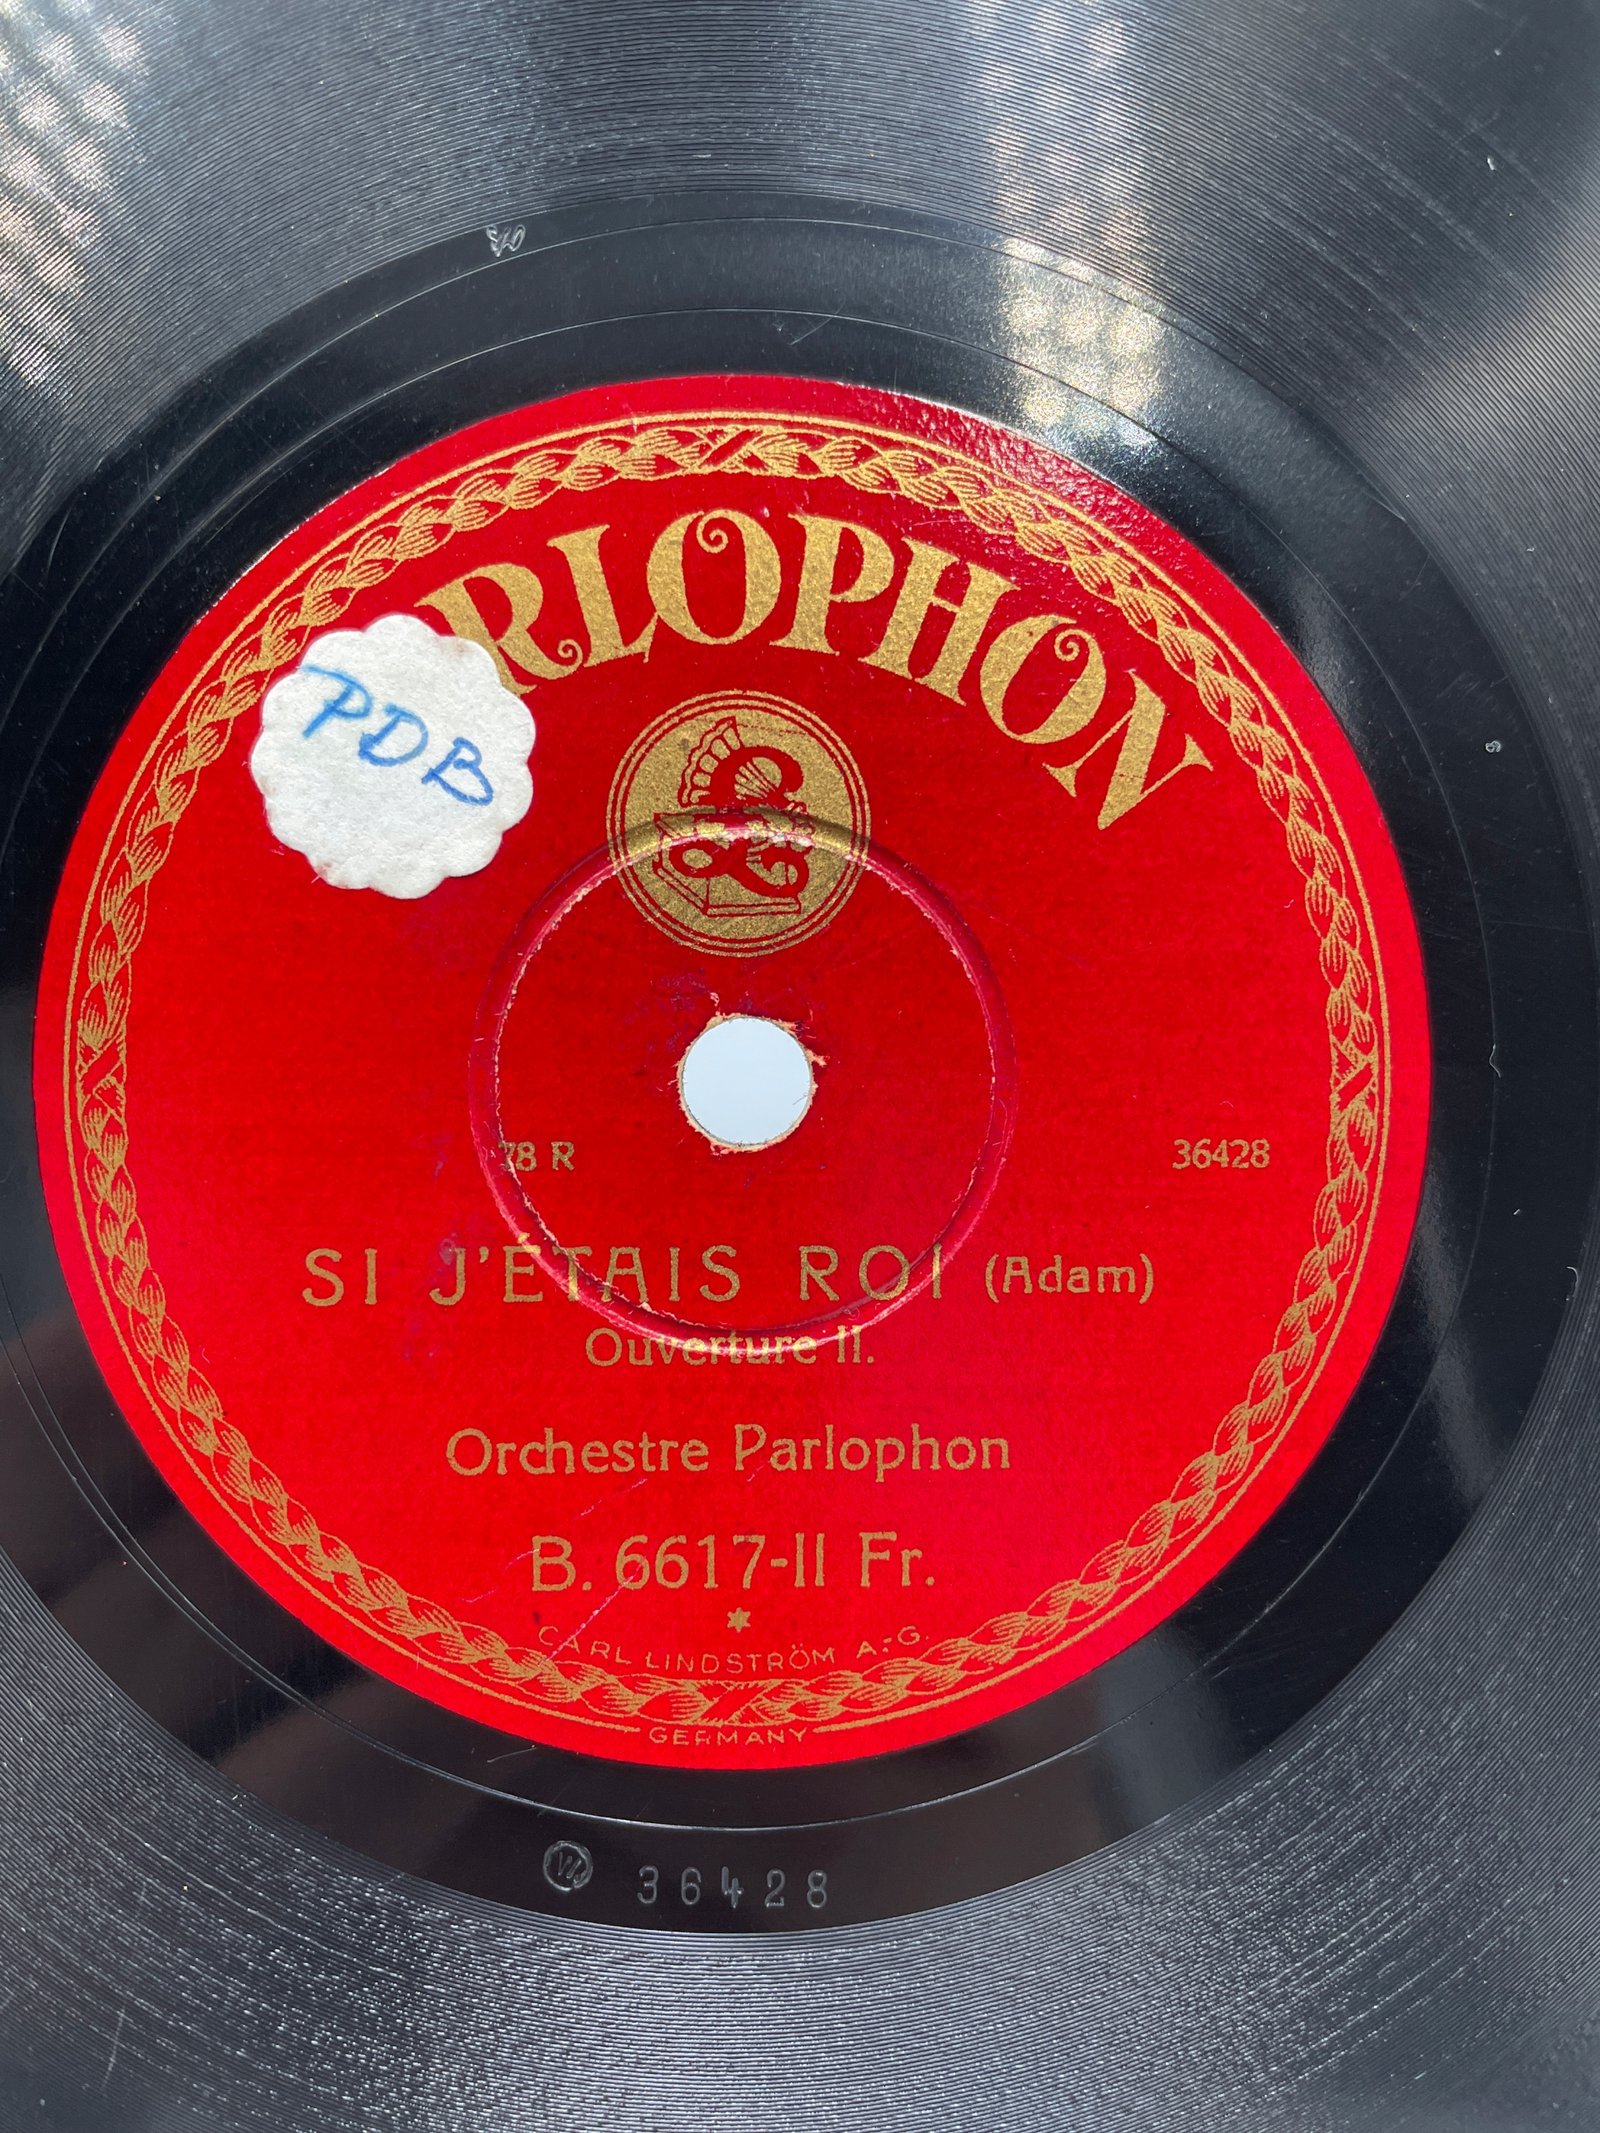 RLOPHON
PDB
78 R
36428
SI J'ÉTAIS ROI (Adam)
Ouverture II.
Orchestre Parlophon
B. 6617-II Fr.
CARL LINDSTRÖM A.-G.
GERMANY
36428